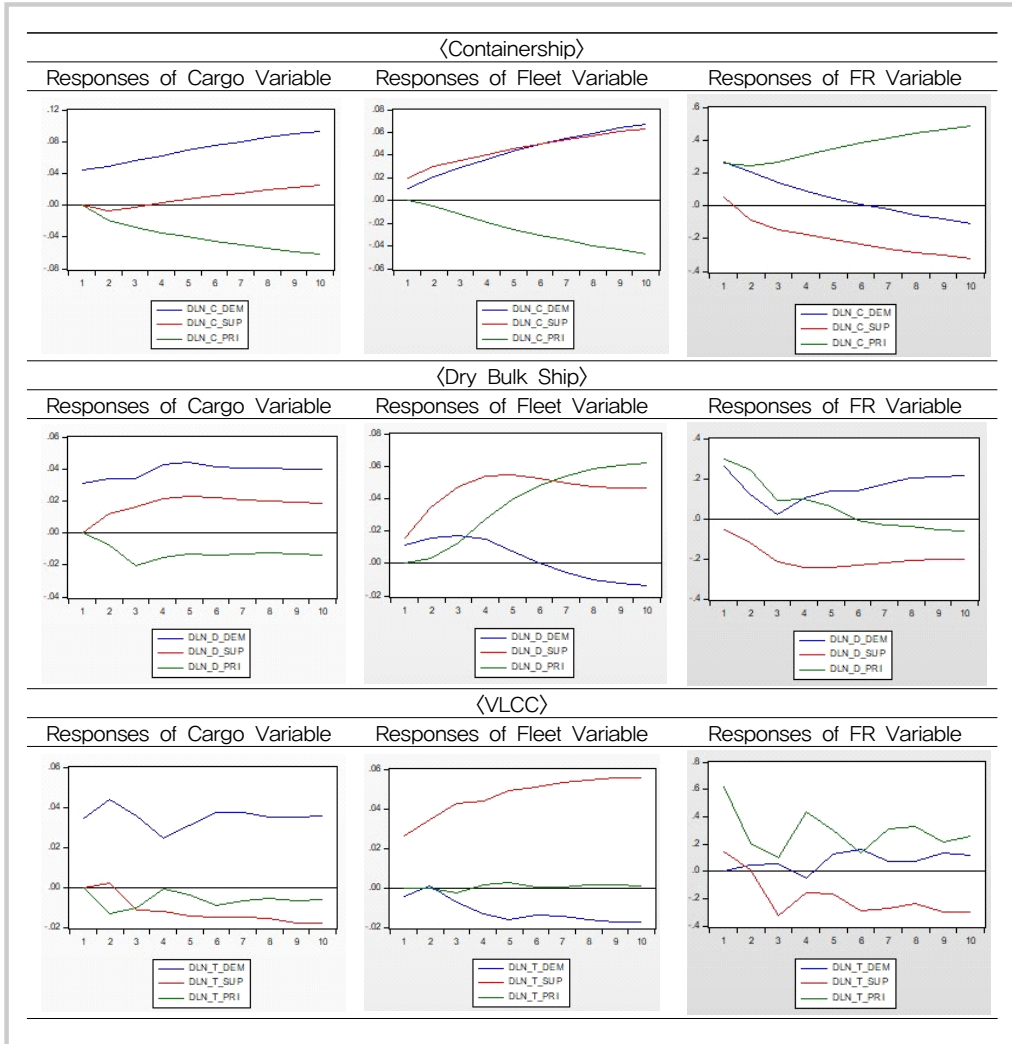 〈Containership〉
Responses of Cargo Variable Responses of Fleet Variable Responses of FR Variable
.12
.08
.04
.00
-.04
-.08
1 2 3 4 5 6 7 8 9 10
DLN_C_DEM
DLN_C_SUP
DLN_C_PRI
.08
.06
.04
.02
.00
-.02
-.04
-.06
1 2 3 4 5 6 7 8 9 10
DLN_C_DEM
DLN_C_SUP
DLN_C_PRI
.6
.4
.2
.0
-.2
-.4
1 2 3 4 5 6 7 8 9 10
DLN_C_DEM
DLN_C_SUP
DLN_C_PRI
〈Dry Bulk Ship〉
Responses of Cargo Variable Responses of Fleet Variable Responses of FR Variable
.06
.04
.02
.00
-.02
-.04
1 2 3 4 5 6 7 8 9 10
DLN_D_DEM
DLN_D_SUP
DLN_D_PRI
.08
.06
.04
.02
.00
-.02
1 2 3 4 5 6 7 8 9 10
DLN_D_DEM
DLN_D_SUP
DLN_D_PRI
.4
.2
.0
-.2
-.4
1 2 3 4 5 6 7 8 9 10
DLN_D_DEM
DLN_D_SUP
DLN_D_PRI
〈VLCC〉
Responses of Cargo Variable Responses of Fleet Variable Responses of FR Variable
.06
.04
.02
.00
-.02
1 2 3 4 5 6 7 8 9 10
DLN_T_DEM
DLN_T_SUP
DLN_T_PRI
.06
.04
.02
.00
-.02
1 2 3 4 5 6 7 8 9 10
DLN_T_DEM
DLN_T_SUP
DLN_T_PRI
.8
.6
.4
.2
.0
-.2
-.4
1 2 3 4 5 6 7 8 9 10
DLN_T_DEM
DLN_T_SUP
DLN_T_PRI